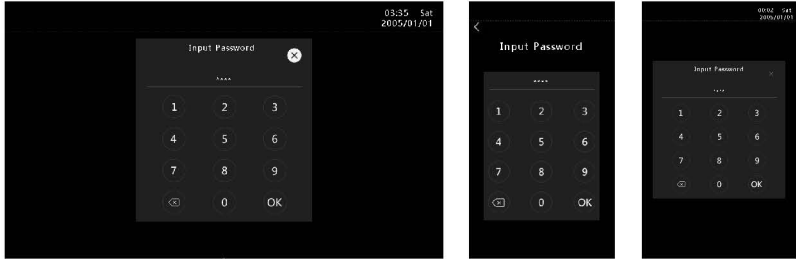 03:35 Sat
2005/01/01
Input Password
****
1 2 3
4 5 6
7 8 9
0 OK
Input Password
****
1 2 3
4 5 6
7 8 9
0 OK
00:02 Sat
2005/01/01
Input Password
****
1 2 3
4 5 6
7 8 9
0 OK